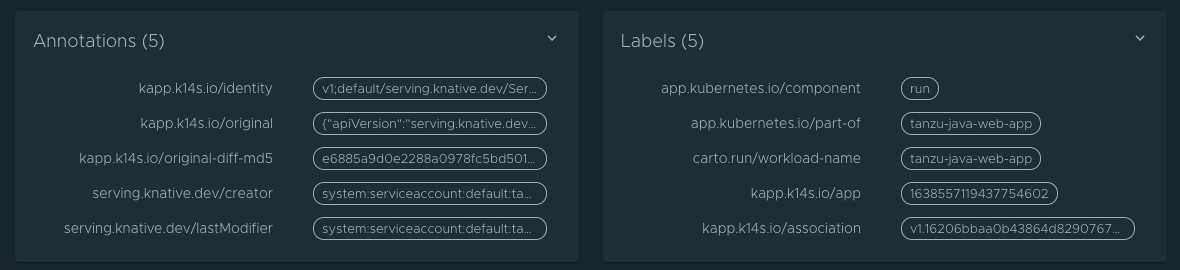 Annotations (5)
kapp.k14s.io/identity v1;default/serving.knative.dev/Ser...
kapp.k14s.io/original {"apiVersion":"serving.knative.dev...
kapp.k14s.io/original-diff-md5 e6885a9d0e2288a0978fc5bd501...
serving.knative.dev/creator system:serviceaccount:default:ta...
serving.knative.dev/lastModifier system:serviceaccount:default:ta...
Labels (5)
app.kubernetes.io/component run
app.kubernetes.io/part-of tanzu-java-web-app
carto.run/workload-name tanzu-java-web-app
kapp.k14s.io/app 1638557119437754602
kapp.k14s.io/association v1.16206bbaa0b43864d8290767...